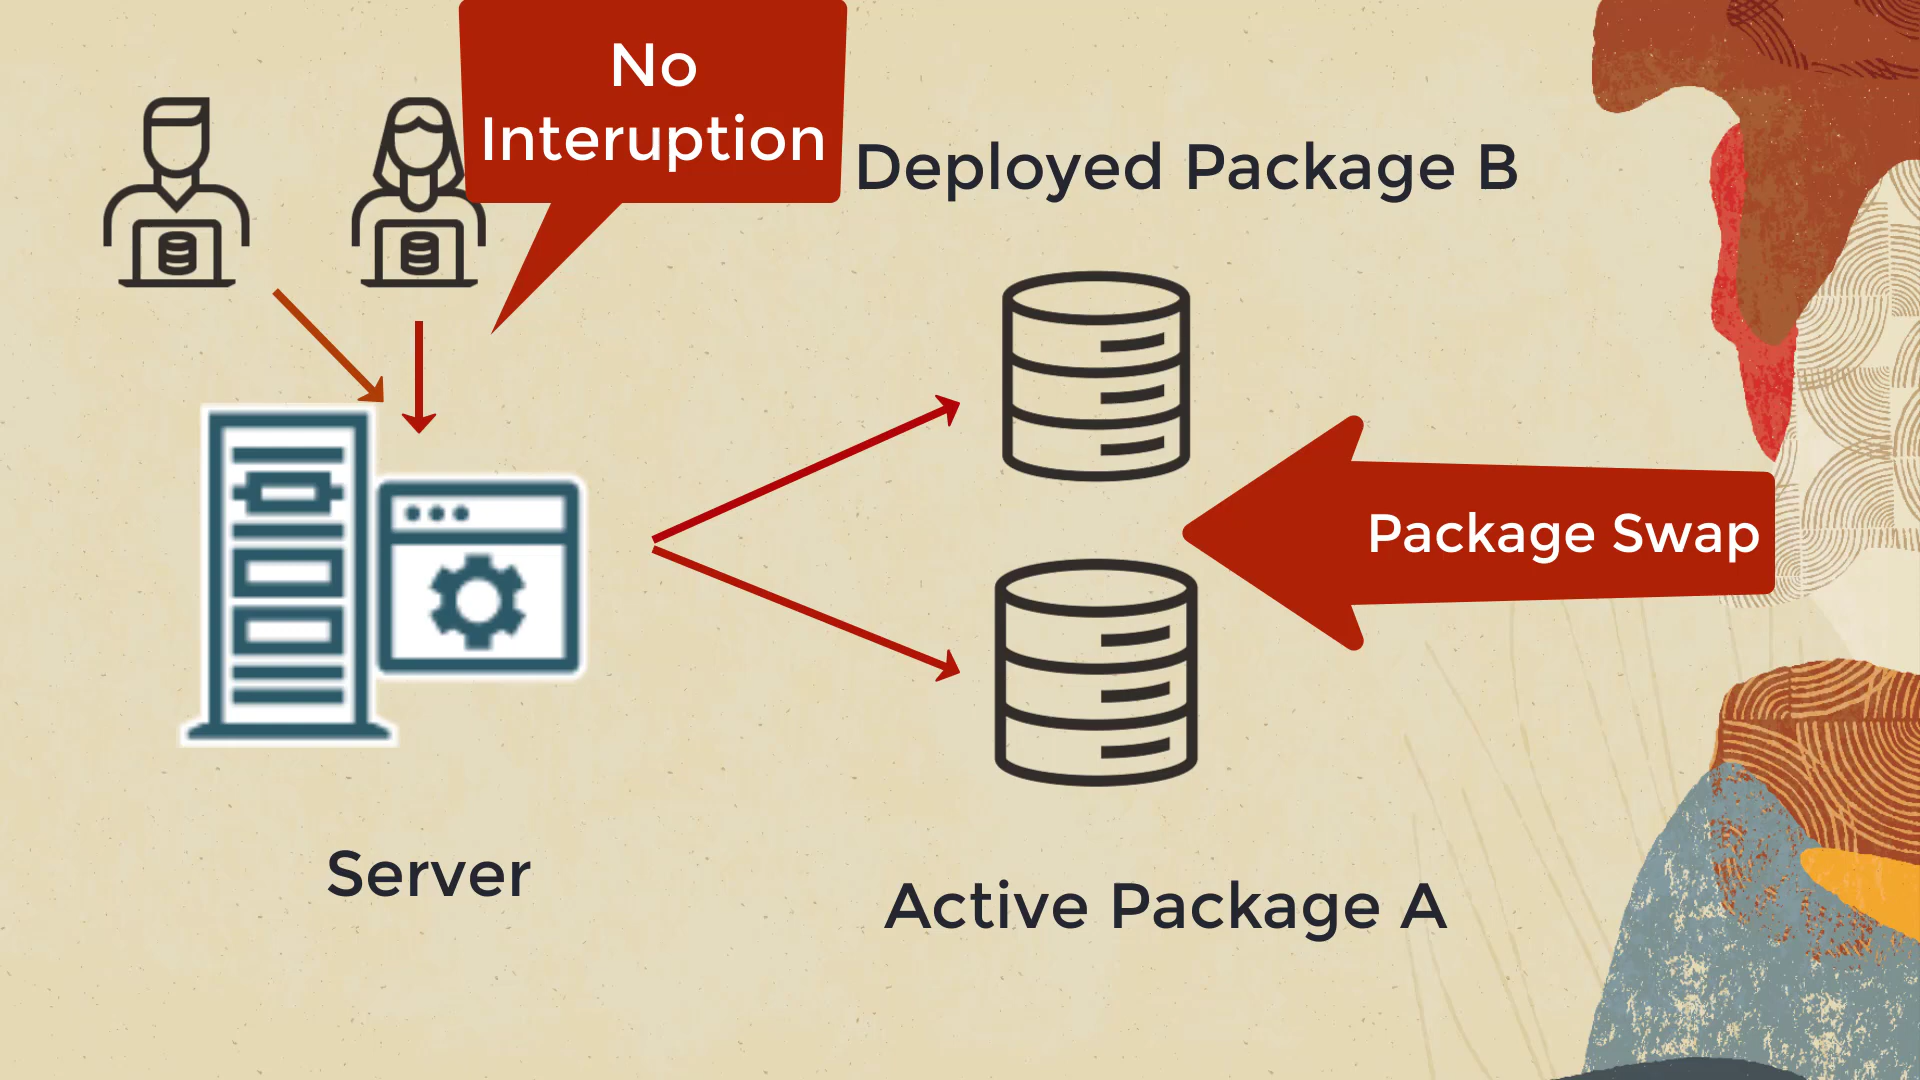 No
Interuption
Deployed Package B
Package Swap
Server
Active Package A